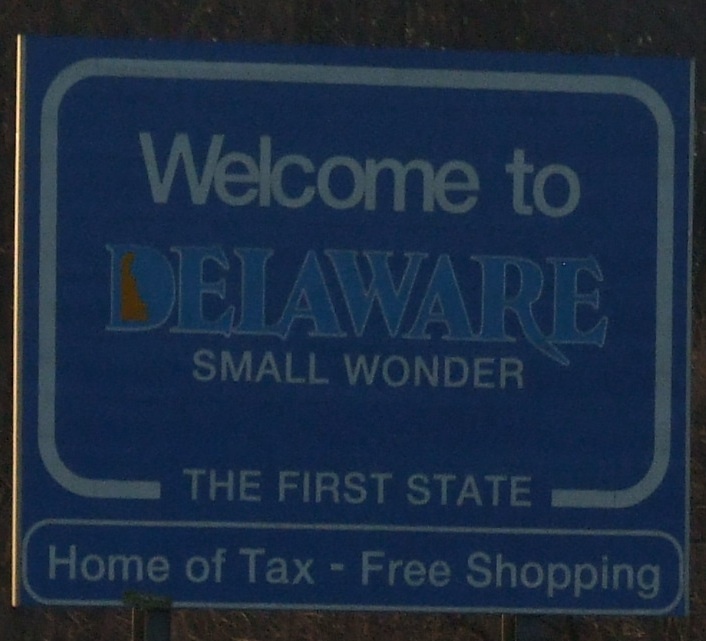 Welcome to
DELAWARE
SMALL WONDER
THE FIRST STATE
Home of Tax - Free Shopping